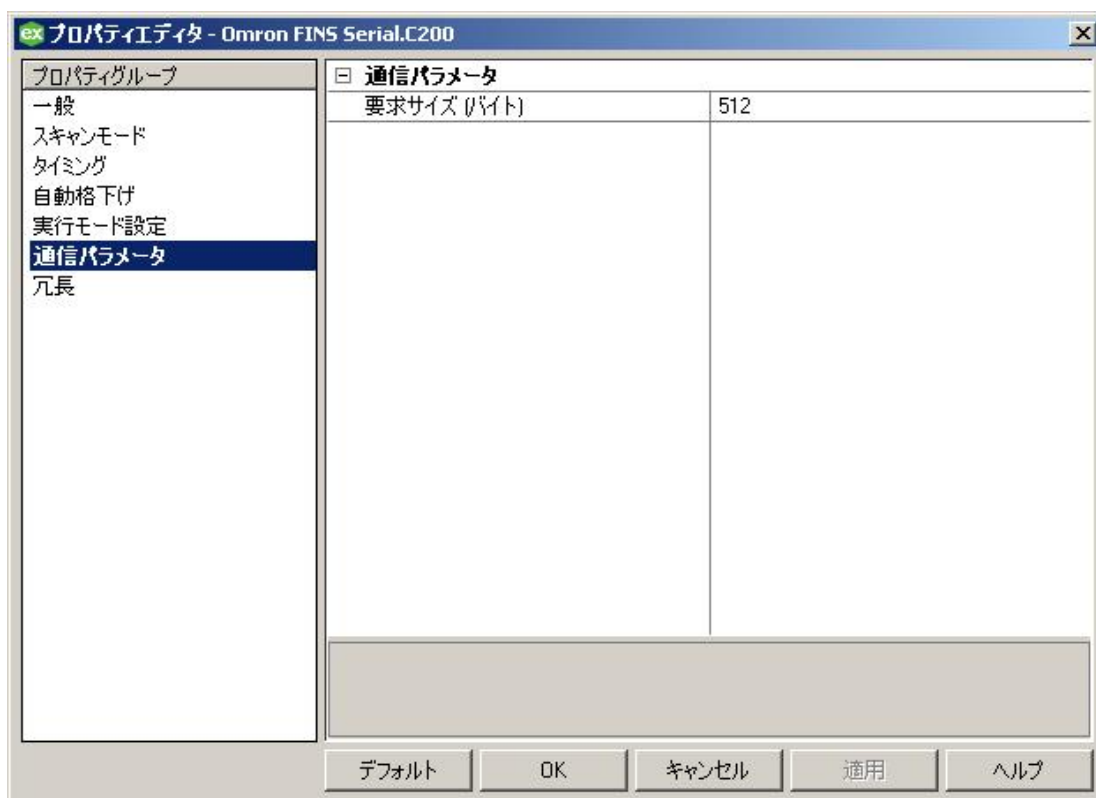 ex プロパティエディタ - Omron FINS Serial.C200
プロパティグループ
一般
スキャンモード
タイミング
自動格下げ
実行モード設定
通信パラメータ
冗長
通信パラメータ
要求サイズ (バイト) 512
デフォルト OK キャンセル 適用 ヘルプ